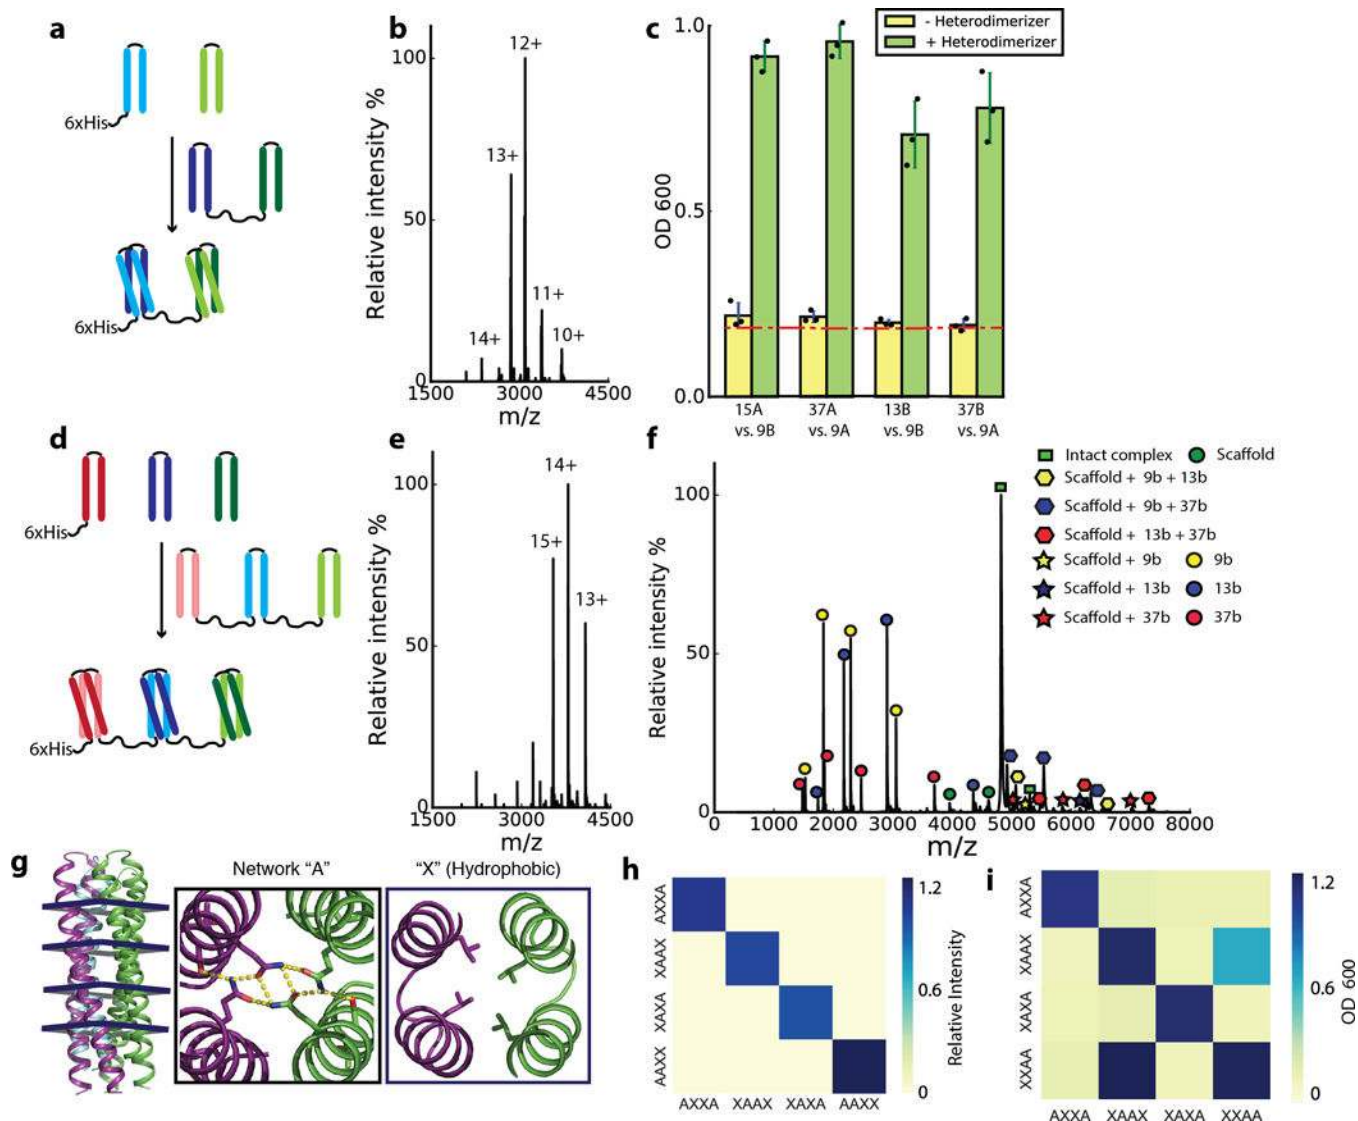 a
6xHis
6xHis
b
Relative intensity %
100
50
0
12+
13+
11+
14+
10+
1500
3000
4500
m/z
c
- Heterodimerizer
+ Heterodimerizer
OD 600
1.0
0.5
0.0
15A
vs. 9B
37A
vs. 9A
13B
vs. 9B
37B
vs. 9A
d
6xHis
6xHis
e
Relative intensity %
100
50
0
14+
15+
13+
1500
3000
4500
m/z
f
Intact complex
Scaffold
Scaffold + 9b + 13b
Scaffold + 9b + 37b
Scaffold + 13b + 37b
Scaffold + 9b
9b
Scaffold + 13b
13b
Scaffold + 37b
37b
Relative intensity %
100
50
0
0
1000
2000
3000
4000
5000
6000
7000
8000
m/z
g
Network "A"
"X" (Hydrophobic)
h
AXXA
XAAX
XAXA
AAXX
AXXA
XAAX
XAXA
AAXX
1.2
0.6
0
Relative Intensity
i
AXXA
XAAX
XAXA
XXAA
AXXA
XAAX
XAXA
XXAA
1.2
0.6
0
OD 600